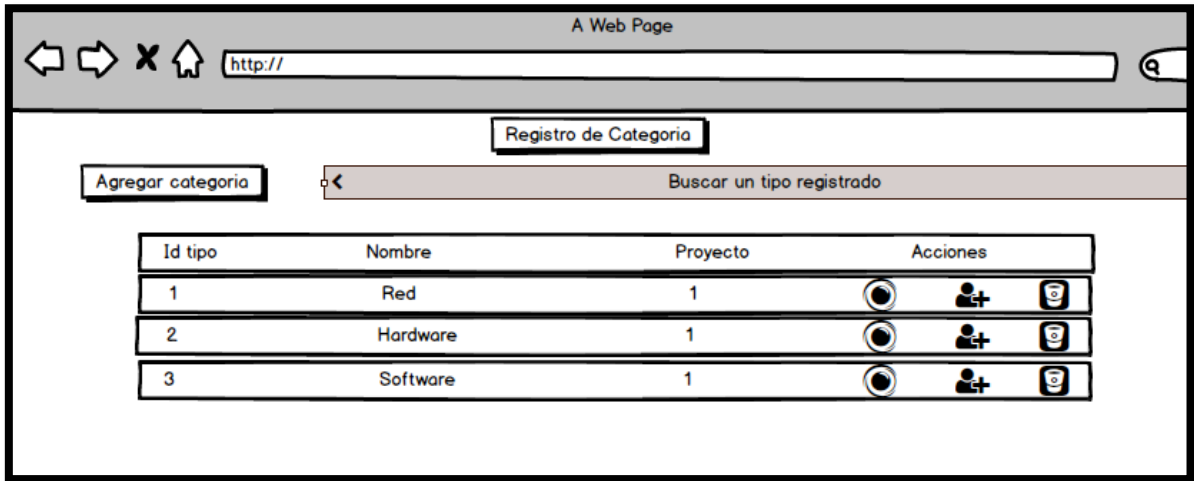 A Web Page
http://
Registro de Categoria
Agregar categoria Buscar un tipo registrado
Id tipo Nombre Proyecto Acciones
1 Red 1
2 Hardware 1
3 Software 1